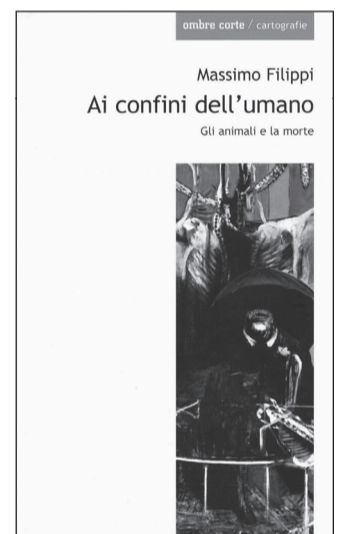 ombre corte / cartografie
Massimo Filippi
Ai confini dell'umano
Gli animali e la morte